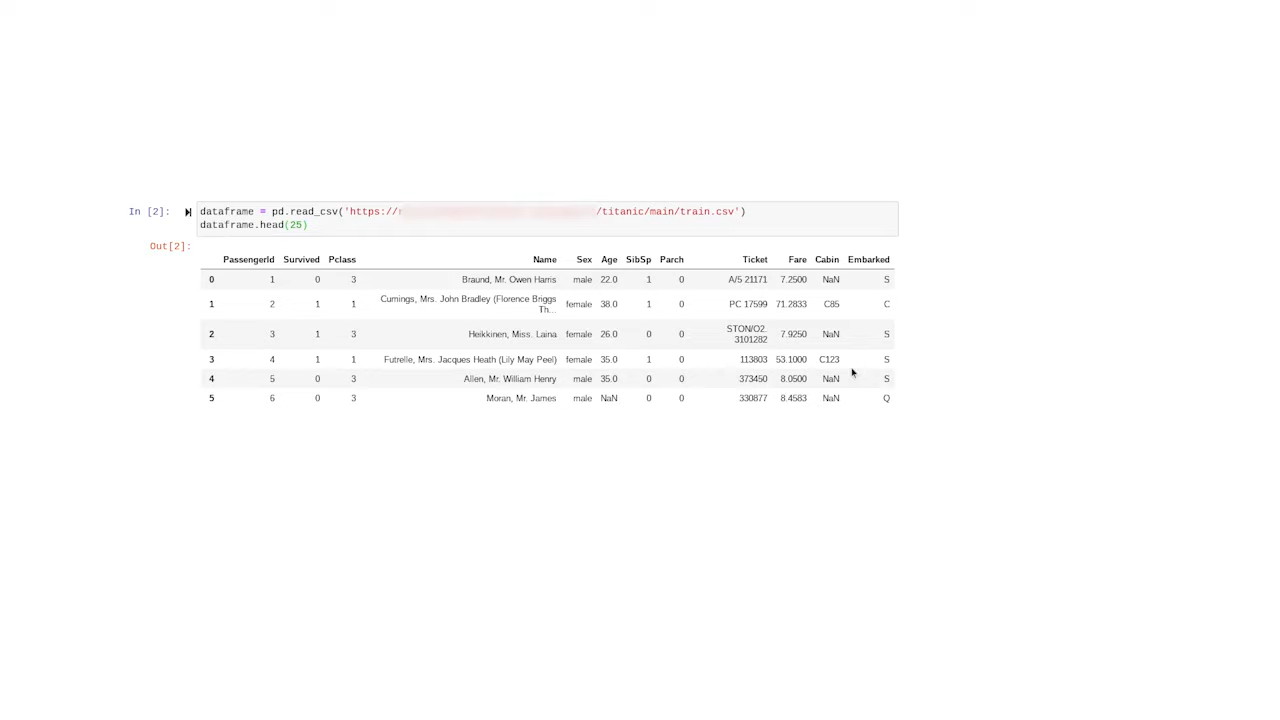 In [2]: dataframe = pd.read_csv('https:// /titanic/main/train.csv')
dataframe.head(25)
Out[2]:
PassengerId Survived Pclass Name Sex Age SibSp Parch Ticket Fare Cabin Embarked
0 1 0 3 Braund, Mr. Owen Harris male 22.0 1 0 A/5 21171 7.2500 NaN S
1 2 1 1 Cumings, Mrs. John Bradley (Florence Briggs Th... female 38.0 1 0 PC 17599 71.2833 C85 C
2 3 1 3 Heikkinen, Miss. Laina female 26.0 0 0 STON/O2. 3101282 7.9250 NaN S
3 4 1 1 Futrelle, Mrs. Jacques Heath (Lily May Peel) female 35.0 1 0 113803 53.1000 C123 S
4 5 0 3 Allen, Mr. William Henry male 35.0 0 0 373450 8.0500 NaN S
5 6 0 3 Moran, Mr. James male NaN 0 0 330877 8.4583 NaN Q